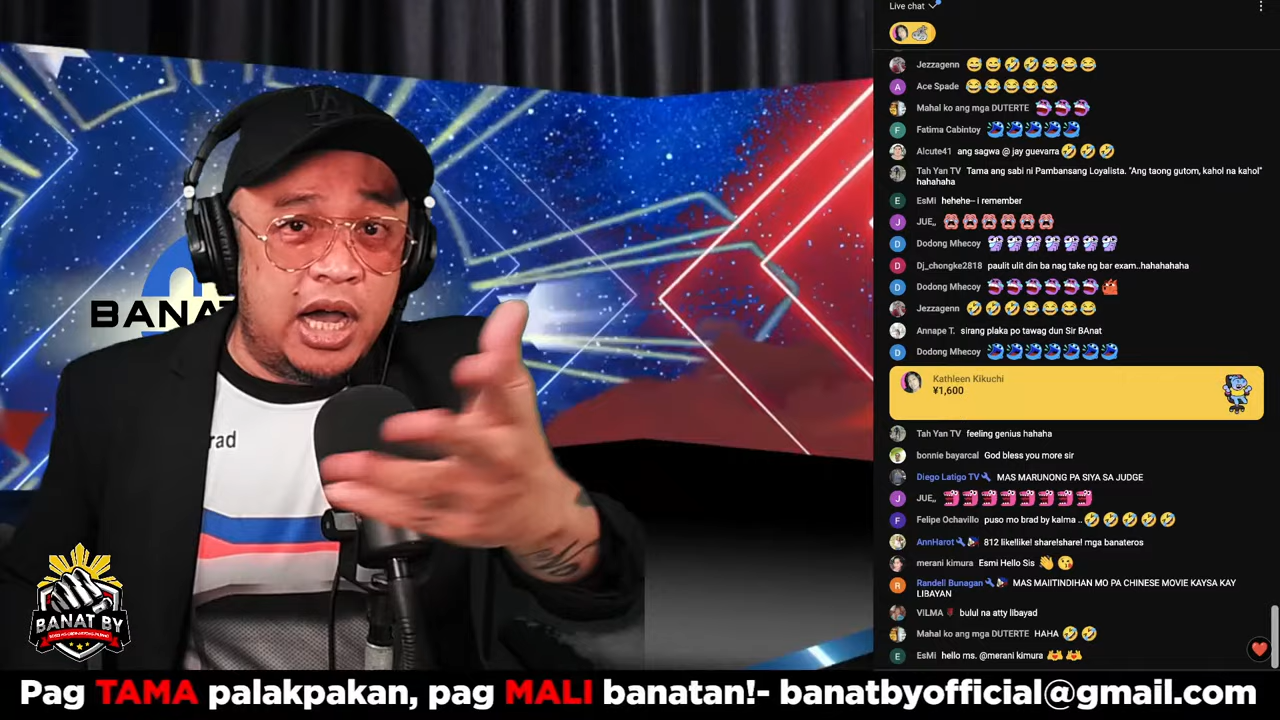 Live chat
Jezzagenn
Ace Spade
Mahal ko ang mga DUTERTE
Fatima Cabintoy
Alcute41 ang sagwa @ jay guevarra
Tah Yan TV Tama ang sabi ni Pambansang Loyalista. "Ang taong gutom, kahol na kahol"
hahahaha
EsMi hehehe~ i remember
JUE,,
Dodong Mhecoy
Dj_chongke2818 paulit ulit din ba nag take ng bar exam..hahahahaha
Dodong Mhecoy
Jezzagenn
Annape T. sirang plaka po tawag dun Sir BAnat
Dodong Mhecoy
Kathleen Kikuchi
¥1,600
Tah Yan TV feeling genius hahaha
bonnie bayarcal God bless you more sir
Diego Latigo TV MAS MARUNONG PA SIYA SA JUDGE
JUE,,
Felipe Ochavillo puso mo brad by kalma ..
AnnHarot 812 like!like! share!share! mga banateros
merani kimura Esmi Hello Sis
Randell Bunagan MAS MAIITINDIHAN MO PA CHINESE MOVIE KAYSA KAY
LIBAYAN
VILMA bulul na atty libayad
Mahal ko ang mga DUTERTE HAHA
EsMi hello ms. @merani kimura
BANA
rad
BANAT BY
Pag TAMA palakpakan, pag MALI banatan!- banatbyofficial@gmail.com